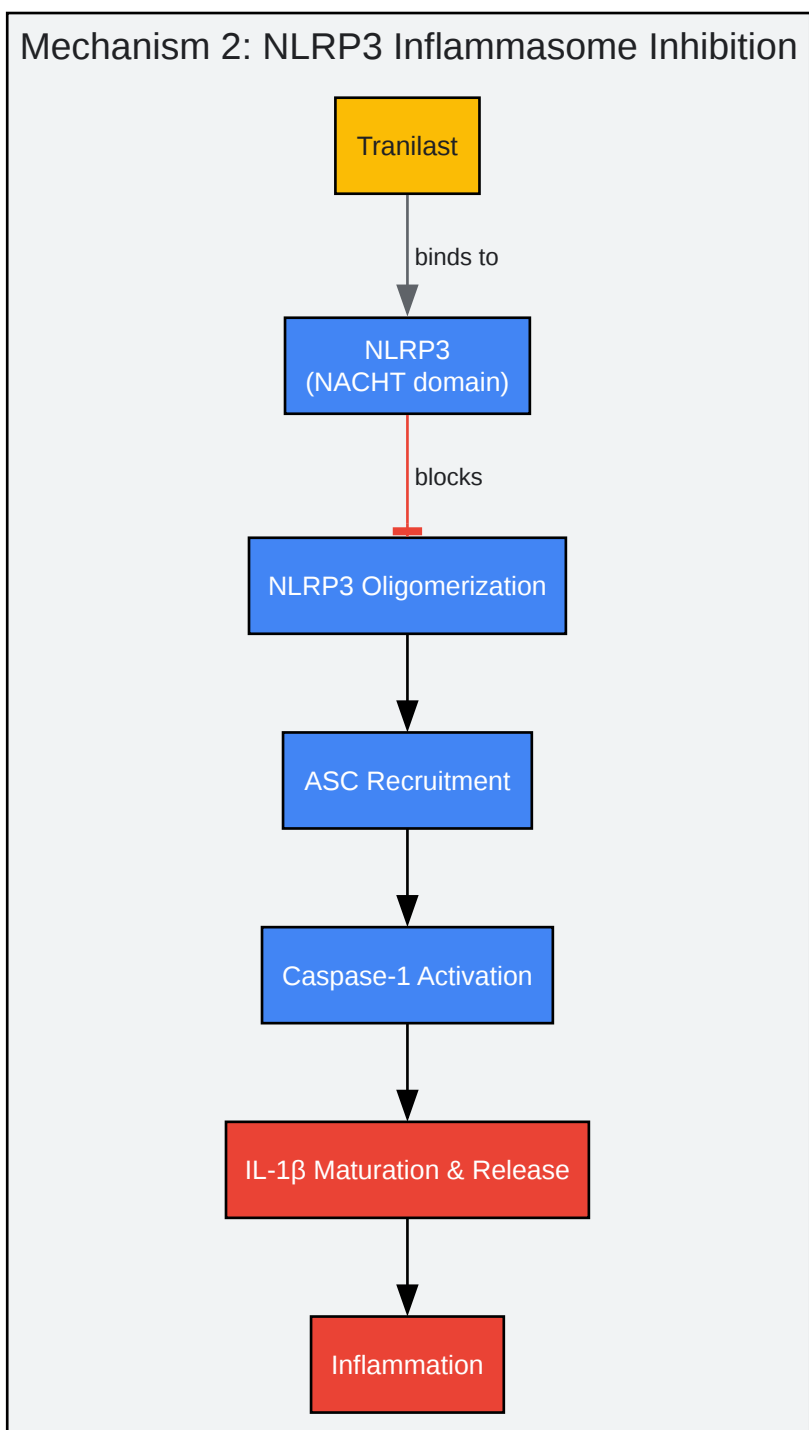 Mechanism 2: NLRP3 Inflammasome Inhibition
Tranilast
binds to
NLRP3
(NACHT domain)
blocks
NLRP3 Oligomerization
ASC Recruitment
Caspase-1 Activation
IL-1β Maturation & Release
Inflammation